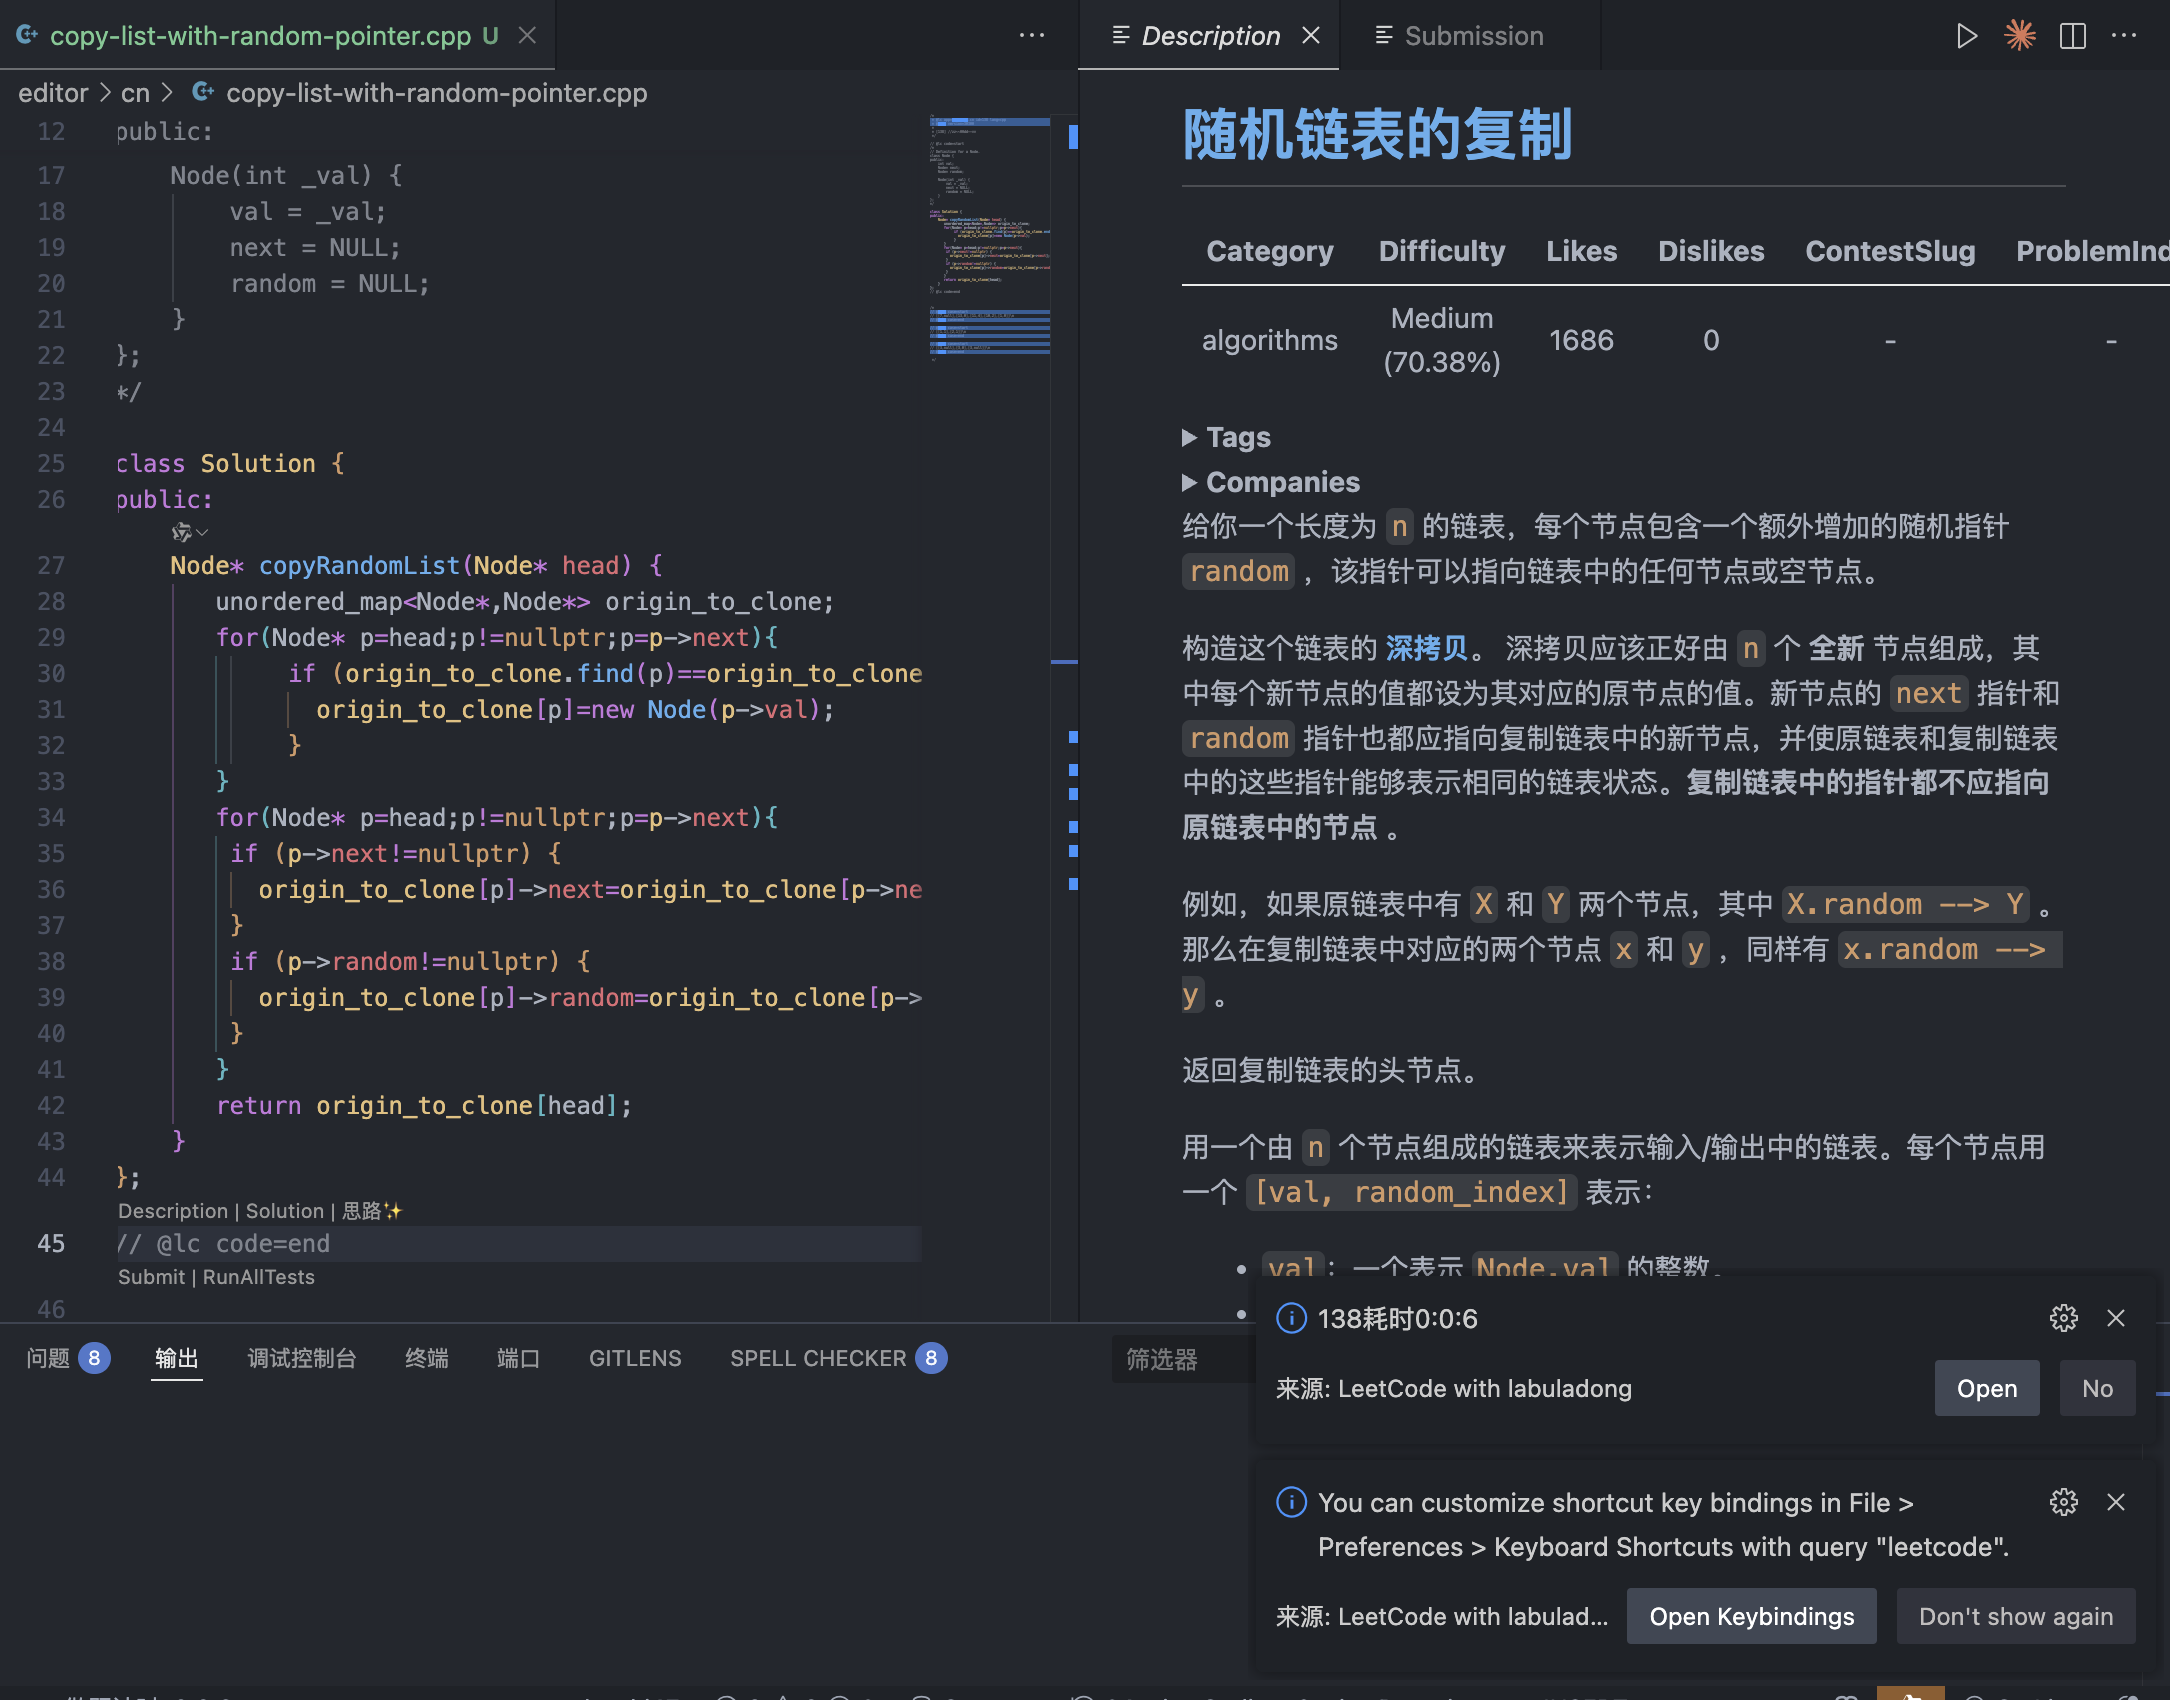 copy-list-with-random-pointer.cpp U
Description
Submission
editor > cn > copy-list-with-random-pointer.cpp
12 public:
17 Node(int _val) {
18 val = _val;
19 next = NULL;
20 random = NULL;
21 }
22 };
23 */
24
25 class Solution {
26 public:
27 Node* copyRandomList(Node* head) {
28 unordered_map<Node*,Node*> origin_to_clone;
29 for(Node* p=head;p!=nullptr;p=p->next){
30 if (origin_to_clone.find(p)==origin_to_clone
31 origin_to_clone[p]=new Node(p->val);
32 }
33 }
34 for(Node* p=head;p!=nullptr;p=p->next){
35 if (p->next!=nullptr) {
36 origin_to_clone[p]->next=origin_to_clone[p->ne
37 }
38 if (p->random!=nullptr) {
39 origin_to_clone[p]->random=origin_to_clone[p->
40 }
41 }
42 return origin_to_clone[head];
43 }
44 };
Description | Solution | 思路✨
45 // @lc code=end
Submit | RunAllTests
46
随机链表的复制
Category Difficulty Likes Dislikes ContestSlug ProblemInd
algorithms Medium (70.38%) 1686 0 - -
Tags
Companies
给你一个长度为 n 的链表，每个节点包含一个额外增加的随机指针
random ，该指针可以指向链表中的任何节点或空节点。
构造这个链表的 深拷贝。 深拷贝应该正好由 n 个 全新 节点组成，其
中每个新节点的值都设为其对应的原节点的值。新节点的 next 指针和
random 指针也都应指向复制链表中的新节点，并使原链表和复制链表
中的这些指针能够表示相同的链表状态。复制链表中的指针都不应指向
原链表中的节点 。
例如，如果原链表中有 X 和 Y 两个节点，其中 X.random --> Y 。
那么在复制链表中对应的两个节点 x 和 y ，同样有 x.random -->
y 。
返回复制链表的头节点。
用一个由 n 个节点组成的链表来表示输入/输出中的链表。每个节点用
一个 [val, random_index] 表示：
• val：一个表示 Node.val 的整数。
•
问题 8 输出 调试控制台 终端 端口 GITLENS SPELL CHECKER 8 筛选器
138耗时0:0:6
来源: LeetCode with labuladong Open No
You can customize shortcut key bindings in File >
Preferences > Keyboard Shortcuts with query "leetcode".
来源: LeetCode with labulad... Open Keybindings Don't show again